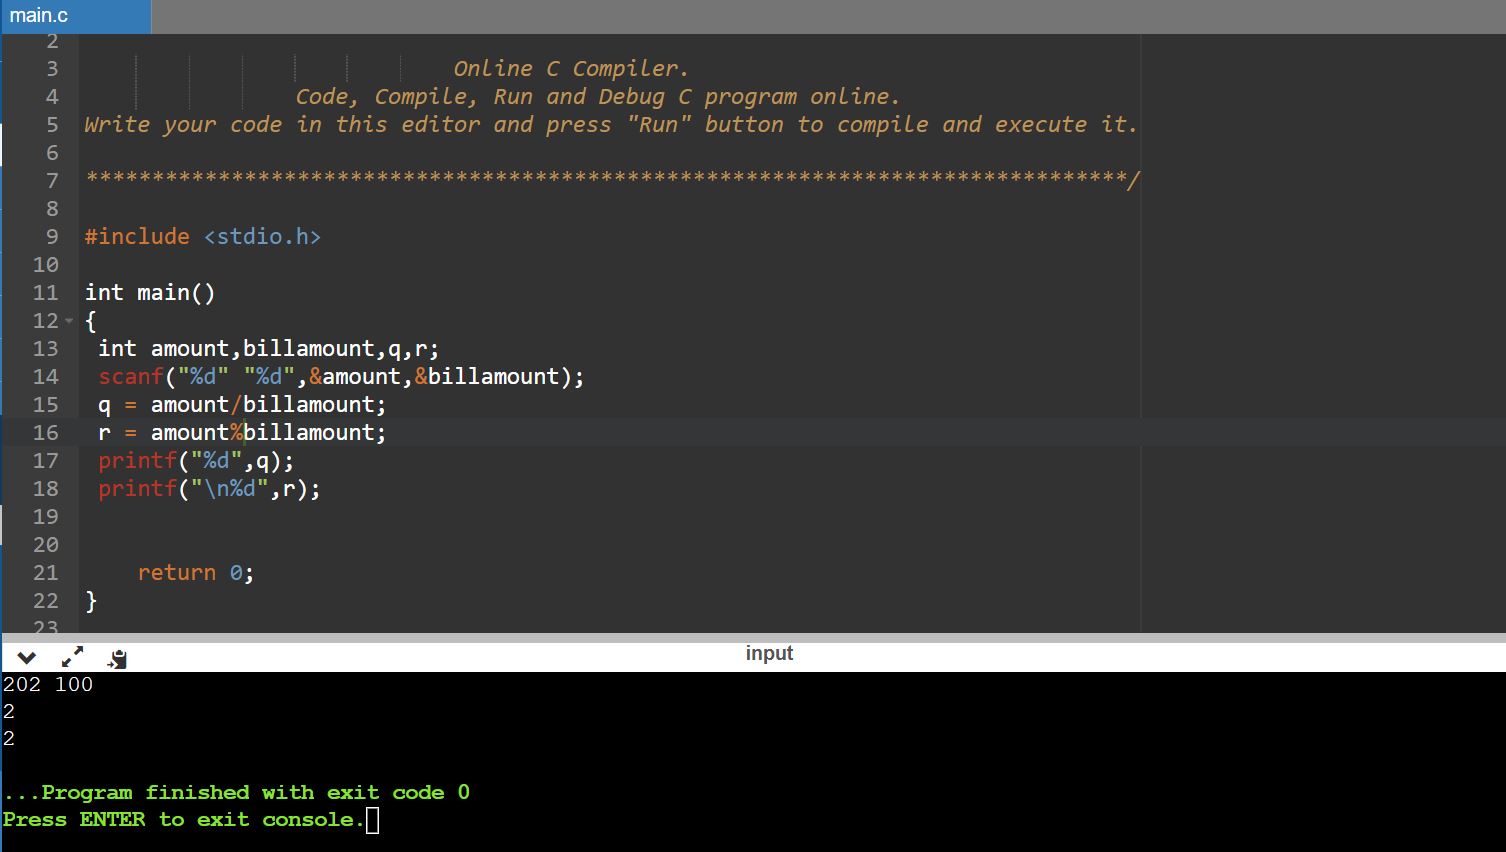 main.c
2
3 Online C Compiler.
4 Code, Compile, Run and Debug C program online.
5 Write your code in this editor and press "Run" button to compile and execute it.
6
7 *******************************************************************************/
8
9 #include <stdio.h>
10
11 int main()
12 {
13 int amount,billamount,q,r;
14 scanf("%d" "%d",&amount,&billamount);
15 q = amount/billamount;
16 r = amount%billamount;
17 printf("%d",q);
18 printf("\n%d",r);
19
20
21 return 0;
22 }
23
input
202 100
2
2
...Program finished with exit code 0
Press ENTER to exit console.